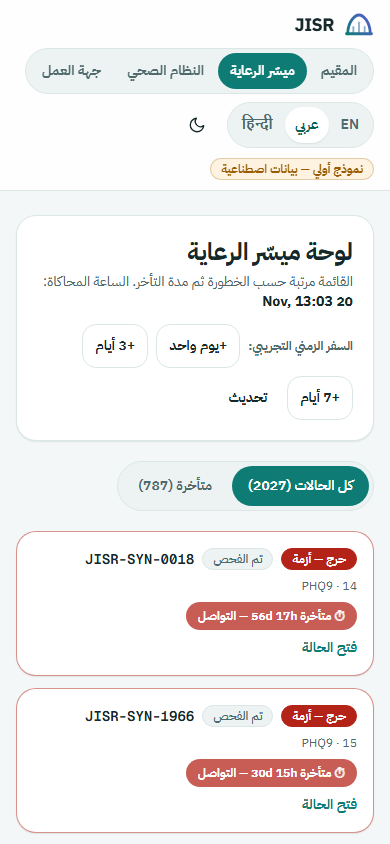 JISR
المقيم ميسّر الرعاية النظام الصحي جهة العمل
EN عربي हिन्दी
نموذج أولي — بيانات اصطناعية
لوحة ميسّر الرعاية
القائمة مرتبة حسب الخطورة ثم مدة التأخر. الساعة المحاكاة:
20 Nov, 13:03
السفر الزمني التجريبي: +يوم واحد +3 أيام
+7 أيام تحديث
كل الحالات (2027) متأخرة (787)
حرج — أزمة تم الفحص JISR-SYN-0018
PHQ9 · 14
⏱ متأخرة 56d 17h — التواصل
فتح الحالة
حرج — أزمة تم الفحص JISR-SYN-1966
PHQ9 · 15
⏱ متأخرة 30d 15h — التواصل
فتح الحالة